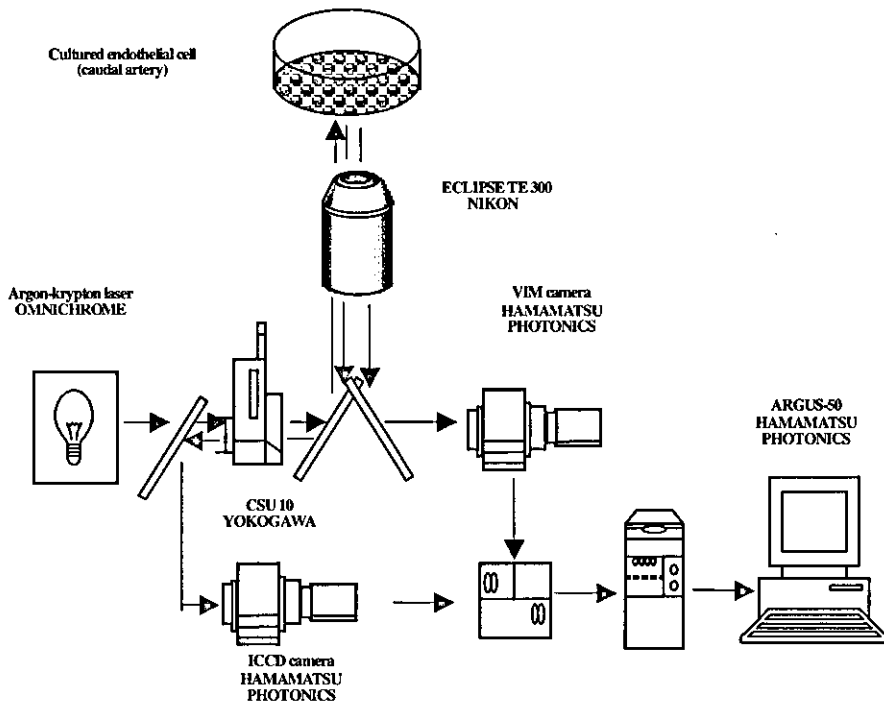 Cultured endothelial cell
(caudal artery)
ECLIPSE TE 300
NIKON
Argon-krypton laser
OMNICHROME
VIM camera
HAMAMATSU
PHOTONICS
ARGUS-50
HAMAMATSU
PHOTONICS
CSU 10
YOKOGAWA
ICCD camera
HAMAMATSU
PHOTONICS